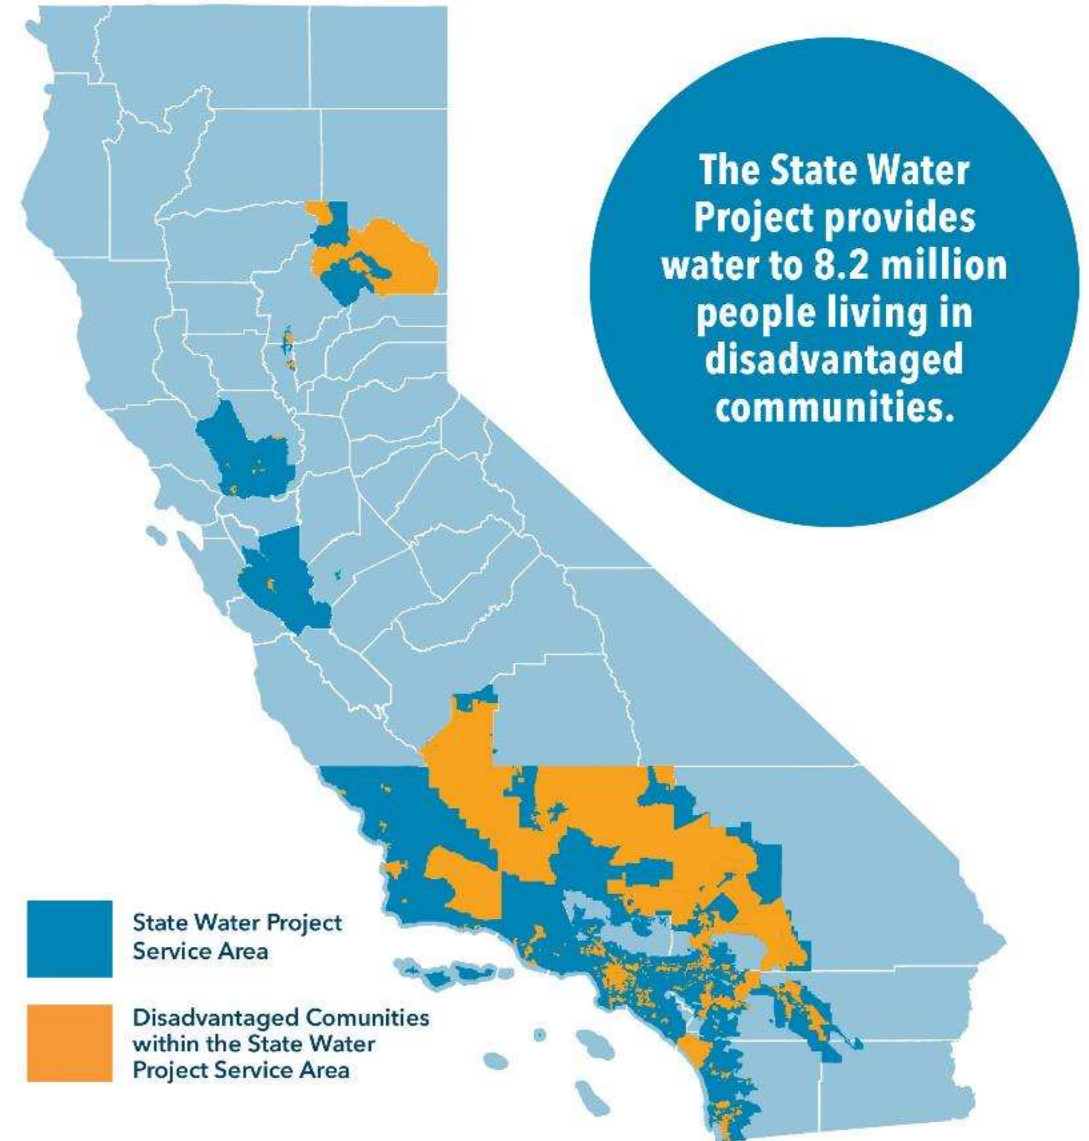 The State Water
Project provides
water to 8.2 million
people living in
disadvantaged
communities.
State Water Project
Service Area
Disadvantaged Comunities
within the State Water
Project Service Area